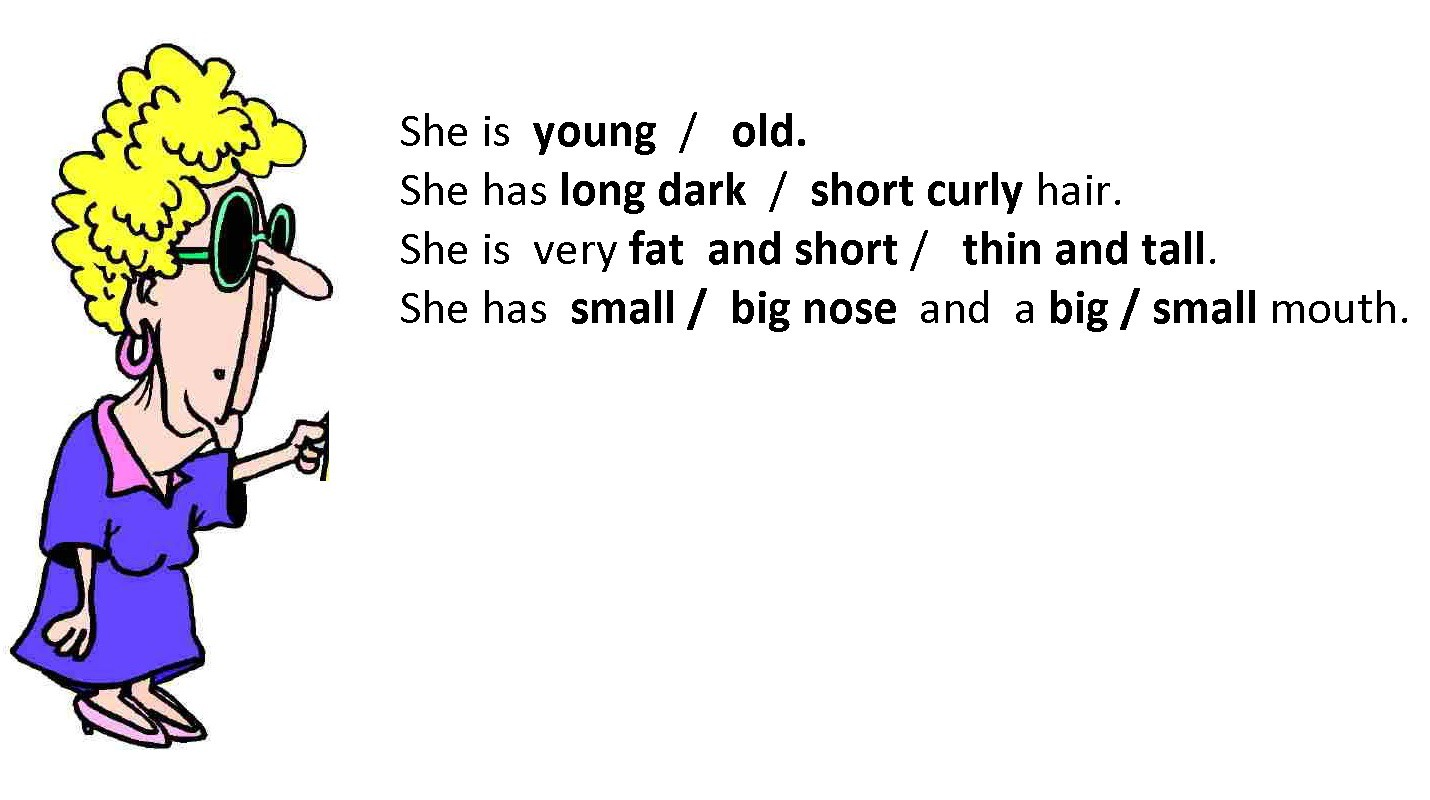 She is young / old.
She has long dark / short curly hair.
She is very fat and short / thin and tall.
She has small / big nose and a big / small mouth.